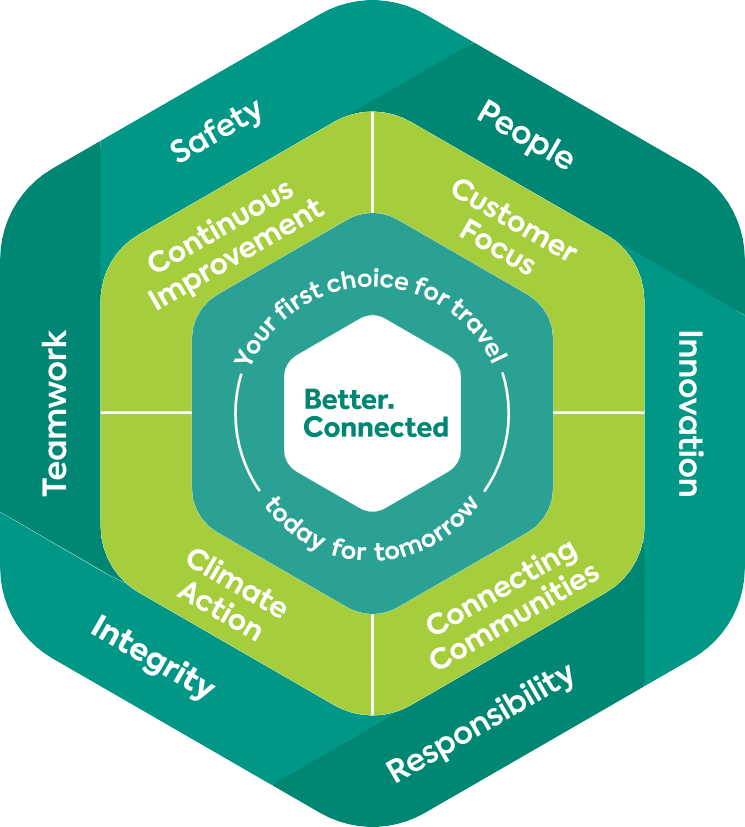 Safety
People
Innovation
Responsibility
Integrity
Teamwork
Continuous
Improvement
Customer
Focus
Connecting
Communities
Climate
Action
Your first choice for travel
today for tomorrow
Better.
Connected